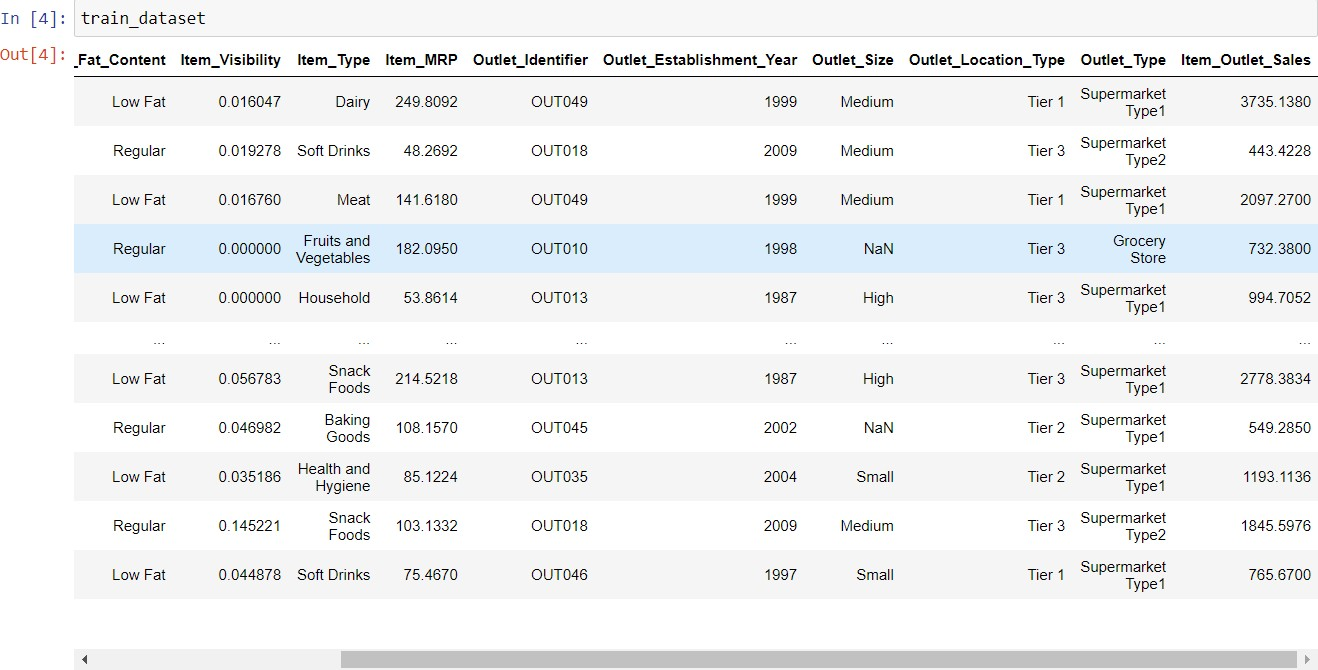 In [4]: train_dataset
Out[4]:
_Fat_Content Item_Visibility Item_Type Item_MRP Outlet_Identifier Outlet_Establishment_Year Outlet_Size Outlet_Location_Type Outlet_Type Item_Outlet_Sales
Low Fat 0.016047 Dairy 249.8092 OUT049 1999 Medium Tier 1 Supermarket Type1 3735.1380
Regular 0.019278 Soft Drinks 48.2692 OUT018 2009 Medium Tier 3 Supermarket Type2 443.4228
Low Fat 0.016760 Meat 141.6180 OUT049 1999 Medium Tier 1 Supermarket Type1 2097.2700
Regular 0.000000 Fruits and Vegetables 182.0950 OUT010 1998 NaN Tier 3 Grocery Store 732.3800
Low Fat 0.000000 Household 53.8614 OUT013 1987 High Tier 3 Supermarket Type1 994.7052
... ... ... ... ... ... ... ... ... ...
Low Fat 0.056783 Snack Foods 214.5218 OUT013 1987 High Tier 3 Supermarket Type1 2778.3834
Regular 0.046982 Baking Goods 108.1570 OUT045 2002 NaN Tier 2 Supermarket Type1 549.2850
Low Fat 0.035186 Health and Hygiene 85.1224 OUT035 2004 Small Tier 2 Supermarket Type1 1193.1136
Regular 0.145221 Snack Foods 103.1332 OUT018 2009 Medium Tier 3 Supermarket Type2 1845.5976
Low Fat 0.044878 Soft Drinks 75.4670 OUT046 1997 Small Tier 1 Supermarket Type1 765.6700